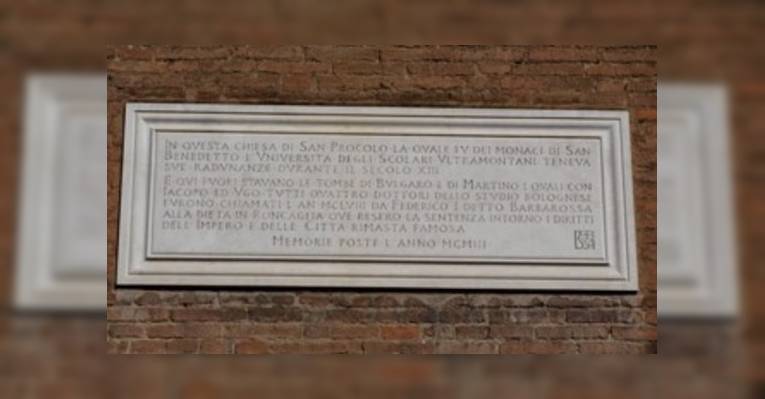 IN QVESTA CHIESA DI SAN PROCOLO LA QVALE FV DEI MONACI DI SAN
BENEDETTO L'VNIVERSITA DEGLI SCOLARI VLTRAMONTANI TENEVA
SVE RADVNANZE DVRANTE IL SECOLO XIII
E QVI FVORI STAVANO LE TOMBE DI BVLGARO E DI MARTINO I QVALI CON
IACOPO ED VGO TVTTI QVATTRO DOTTORI DELLO STVDIO BOLOGNESE
FVRONO CHIAMATI L'AN MCLVIII DA FEDERICO I DETTO BARBAROSSA
ALLA DIETA IN RONCAGLIA OVE RESERO LA SENTENZA INTORNO I DIRITTI
DELL'IMPERO E DELLE CITTA RIMASTA FAMOSA
MEMORIE POSTE L'ANNO MCMIII